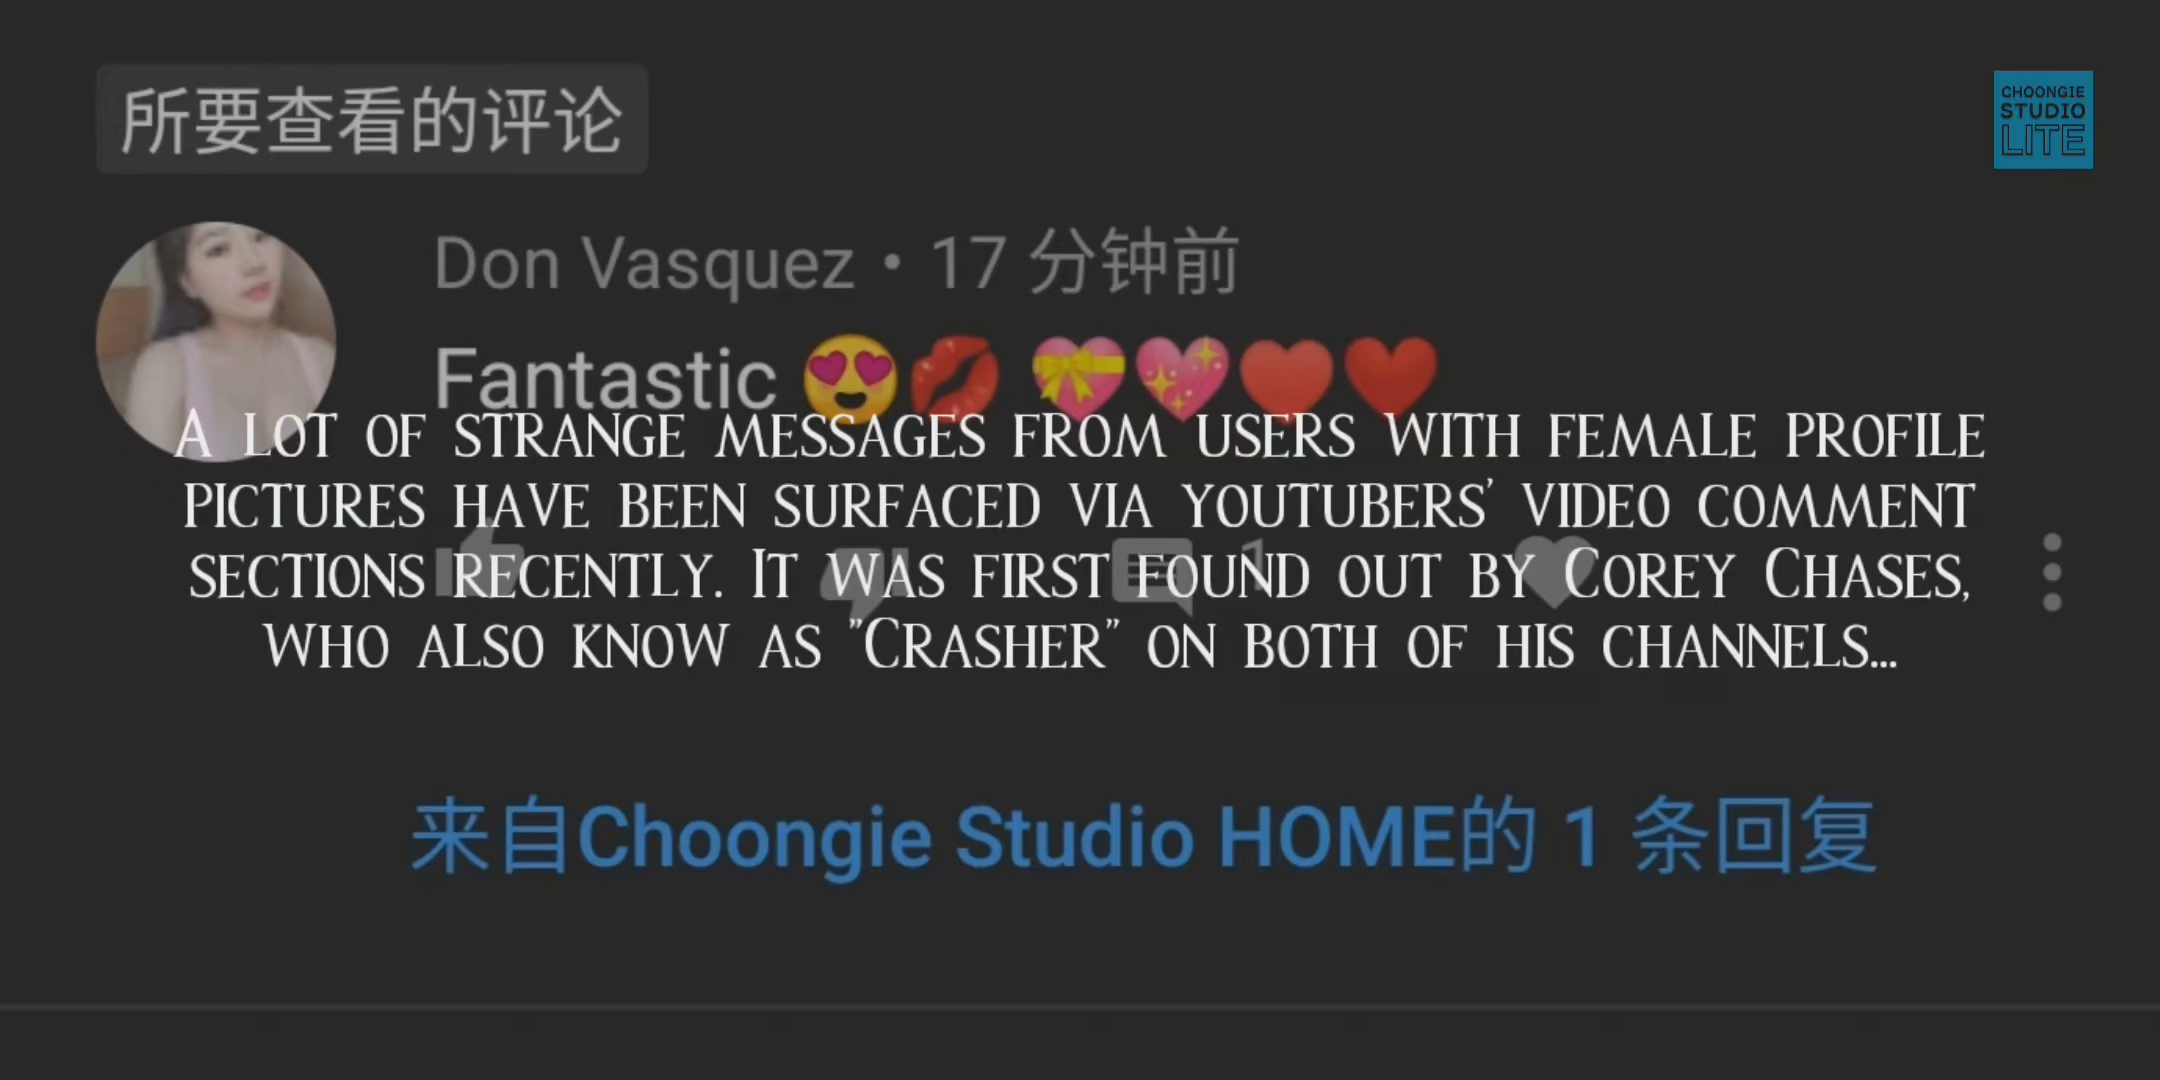 所要查看的评论
CHOONGIE
STUDIO
LITE
Don Vasquez • 17 分钟前
Fantastic 😍💋 💝💖♥️❤️
A LOT OF STRANGE MESSAGES FROM USERS WITH FEMALE PROFILE
PICTURES HAVE BEEN SURFACED VIA YOUTUBERS' VIDEO COMMENT
SECTIONS RECENTLY. IT WAS FIRST FOUND OUT BY COREY CHASES,
WHO ALSO KNOW AS "CRASHER" ON BOTH OF HIS CHANNELS...
1
来自Choongie Studio HOME的 1 条回复